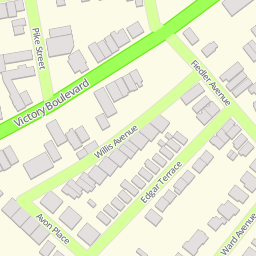 Pike Street
Victory Boulevard
Fiedler Avenue
Willis Avenue
Edgar Terrace
Avon Place
Ward Avenue